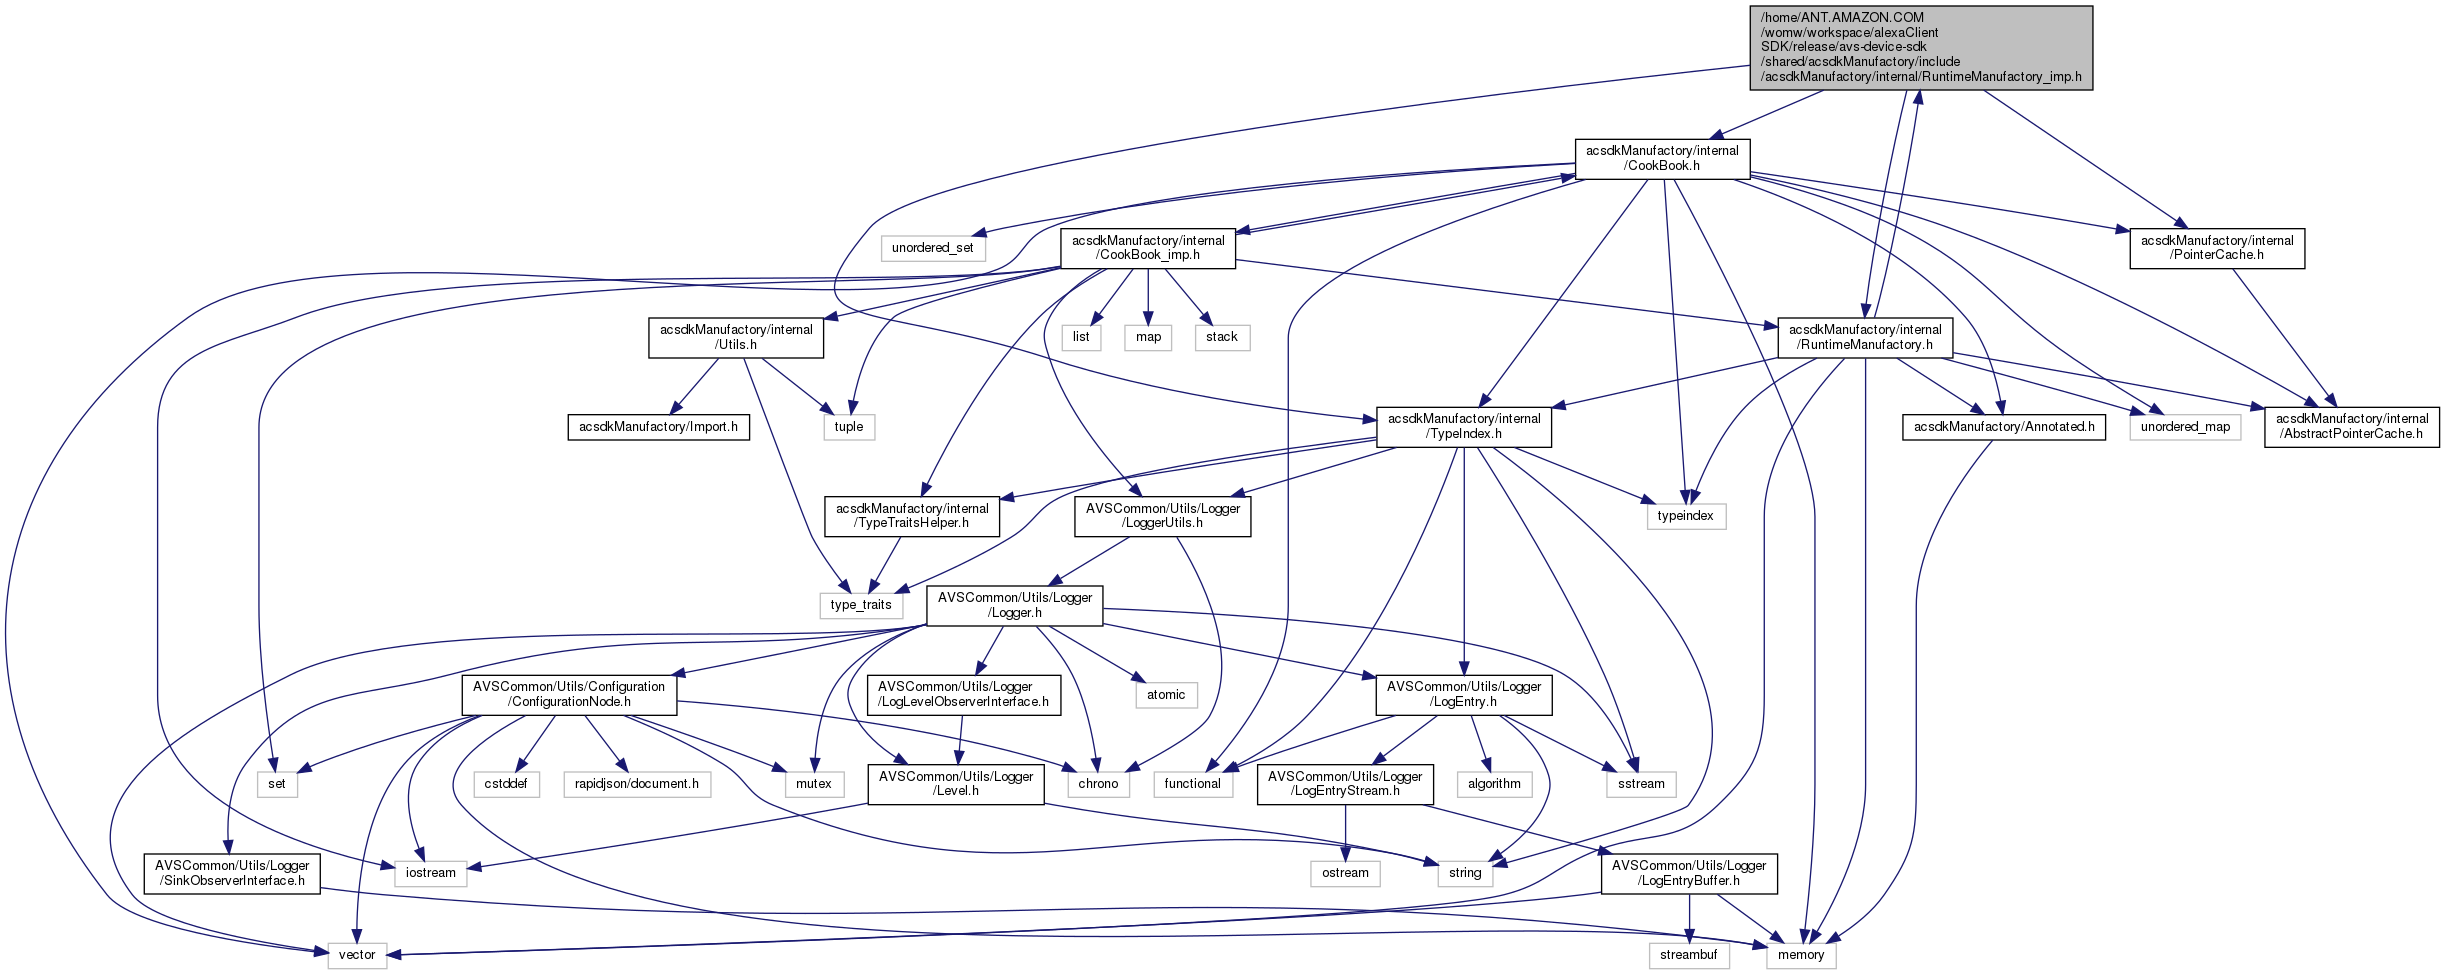 /home/ANT.AMAZON.COM
/womw/workspace/alexaClient
SDK/release/avs-device-sdk
/shared/acsdkManufactory/include
/acsdkManufactory/internal/RuntimeManufactory_imp.h
acsdkManufactory/internal
/CookBook.h
unordered_set
acsdkManufactory/internal
/CookBook_imp.h
acsdkManufactory/internal
/PointerCache.h
acsdkManufactory/internal
/Utils.h
list
map
stack
acsdkManufactory/internal
/RuntimeManufactory.h
acsdkManufactory/Import.h
tuple
acsdkManufactory/internal
/TypeIndex.h
acsdkManufactory/Annotated.h
unordered_map
acsdkManufactory/internal
/AbstractPointerCache.h
acsdkManufactory/internal
/TypeTraitsHelper.h
AVSCommon/Utils/Logger
/LoggerUtils.h
typeindex
type_traits
AVSCommon/Utils/Logger
/Logger.h
AVSCommon/Utils/Configuration
/ConfigurationNode.h
AVSCommon/Utils/Logger
/LogLevelObserverInterface.h
atomic
AVSCommon/Utils/Logger
/LogEntry.h
set
cstddef
rapidjson/document.h
mutex
AVSCommon/Utils/Logger
/Level.h
chrono
functional
AVSCommon/Utils/Logger
/LogEntryStream.h
algorithm
sstream
AVSCommon/Utils/Logger
/SinkObserverInterface.h
iostream
ostream
string
AVSCommon/Utils/Logger
/LogEntryBuffer.h
vector
streambuf
memory